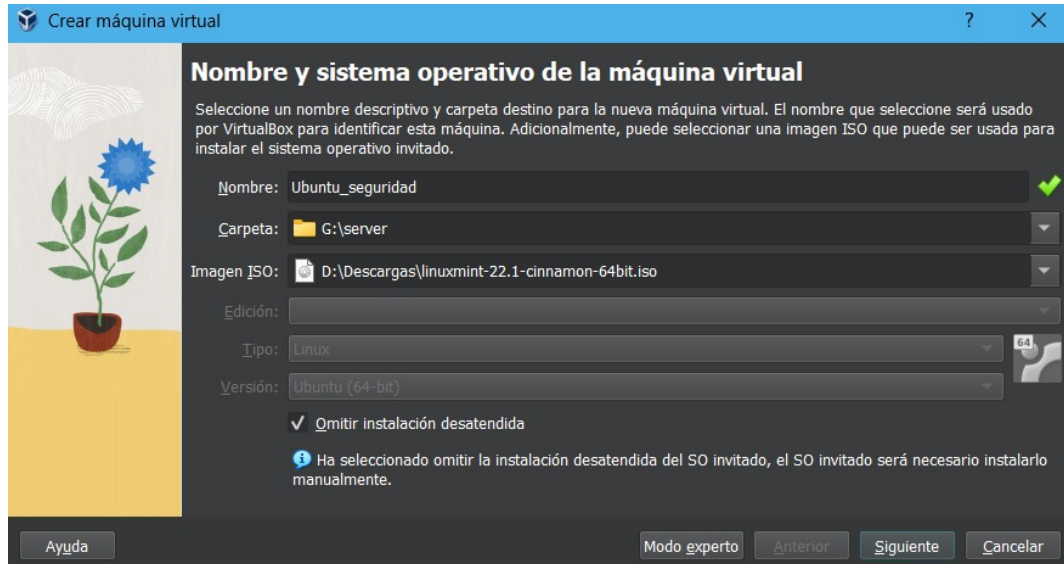 Crear máquina virtual
?
Nombre y sistema operativo de la máquina virtual
Seleccione un nombre descriptivo y carpeta destino para la nueva máquina virtual. El nombre que seleccione será usado
por VirtualBox para identificar esta máquina. Adicionalmente, puede seleccionar una imagen ISO que puede ser usada para
instalar el sistema operativo invitado.
Nombre: Ubuntu_seguridad
Carpeta: G:\server
Imagen ISO: D:\Descargas\linuxmint-22.1-cinnamon-64bit.iso
Edición:
Tipo: Linux
64
Versión: Ubuntu (64-bit)
Omitir instalación desatendida
Ha seleccionado omitir la instalación desatendida del SO invitado, el SO invitado será necesario instalarlo
manualmente.
Ayuda Modo experto Anterior Siguiente Cancelar